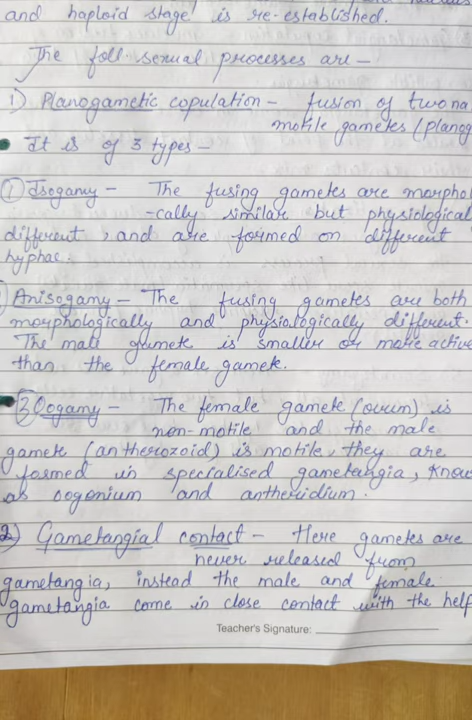 and haploid stage' is re-established.
The foll. sexual processes are -
1) Planogametic copulation - fusion of two na
motile gametes (planog
• It is of 3 types -
① Isogamy - The fusing gametes are morpho
-cally similar but physiological
different, and are formed on different
hyphae.
Anisogamy - The fusing gametes are both
morphologically and physiologically different.
The male gamete is smaller or more active
than the female gamete.
③ Oogamy - The female gamete (ovum) is
non-motile and the male
gamete (antherozoid) is motile, they are
formed in specialised gametangia, know
as oogonium and antheridium.
2) Gametangial contact - Here gametes are
never released from
gametangia, instead the male and female
gametangia come in close contact with the help
Teacher's Signature: